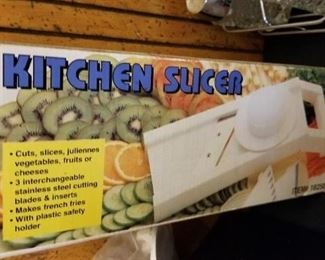 KITCHEN SLICER
• Cuts, slices, juliennes
vegetables, fruits or
cheeses
• 3 interchangeable
stainless steel cutting
blades & inserts
• Makes french fries
• With plastic safety
holder
ITEM#